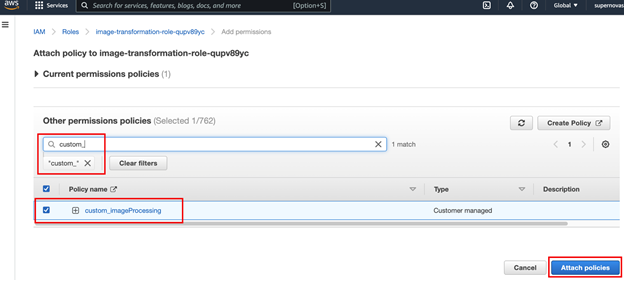 aws
Services
Search for services, features, blogs, docs, and more
[Option+S]
Global
supernovas
IAM > Roles > image-transformation-role-qupv89yc > Add permissions
Attach policy to image-transformation-role-qupv89yc
Current permissions policies (1)
Other permissions policies (Selected 1/762)
Create Policy
custom_
1 match
1
"custom_"
Clear filters
Policy name
Type
Description
custom_imageProcessing
Customer managed
Cancel
Attach policies